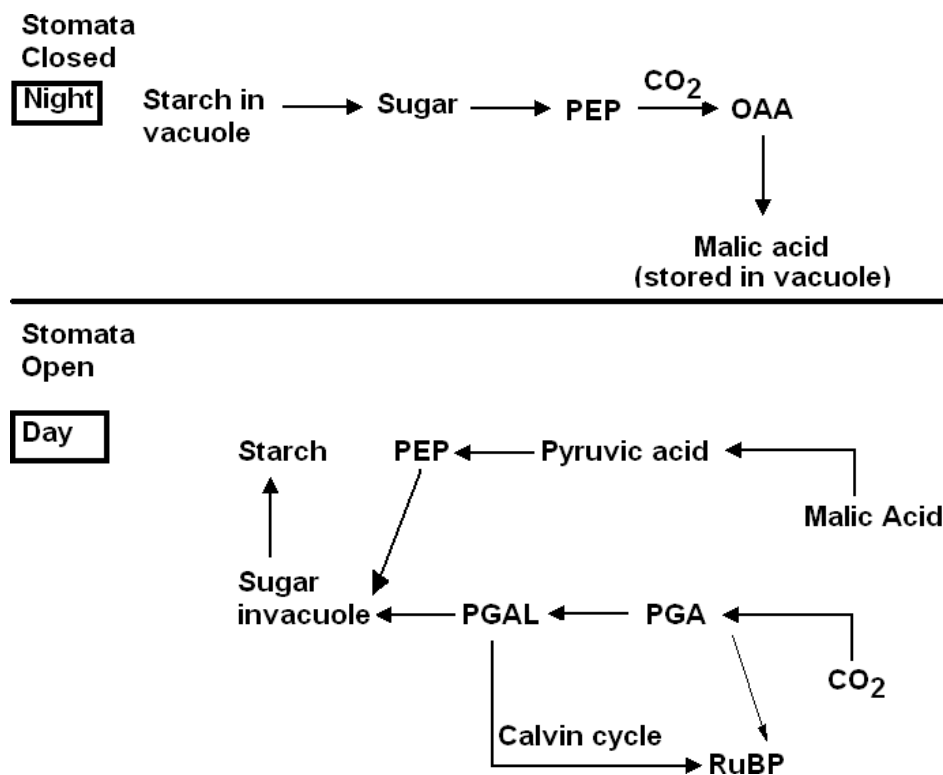 Stomata
Closed
Night
Starch in
vacuole
Sugar
PEP
CO₂
OAA
Malic acid
(stored in vacuole)
Stomata
Open
Day
Starch
PEP
Pyruvic acid
Malic Acid
Sugar
invacuole
PGAL
PGA
CO₂
Calvin cycle
RuBP